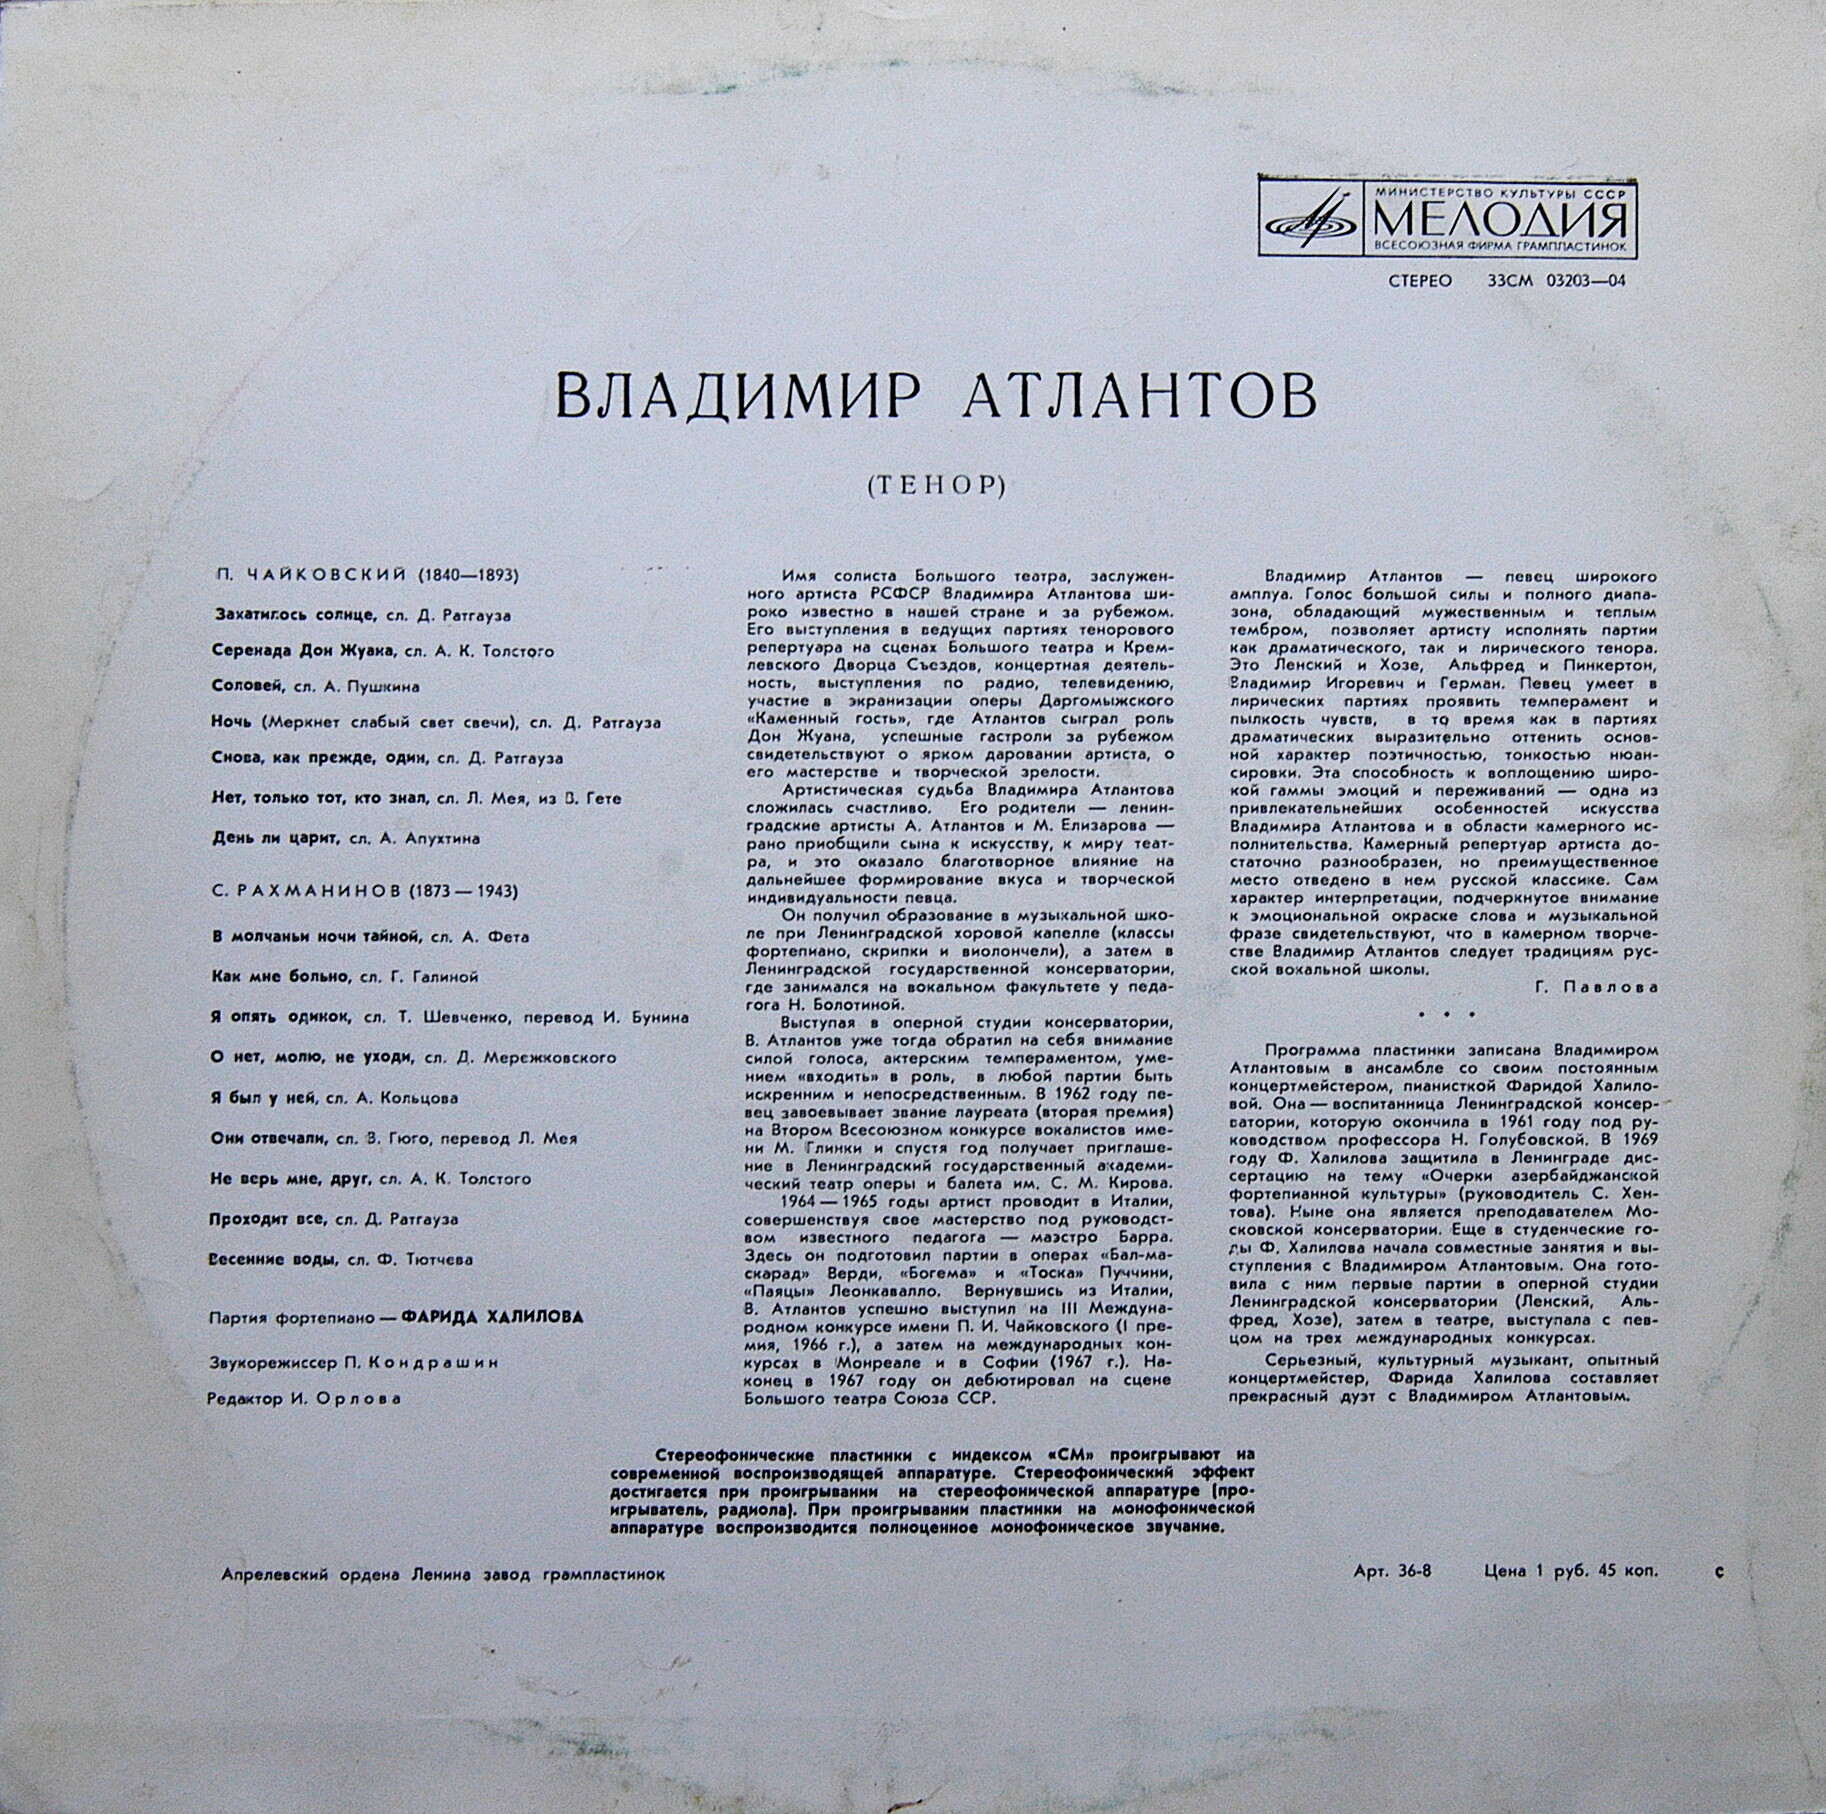 МИНИСТЕРСТВО КУЛЬТУРЫ СССР
МЕЛОДИЯ
ВСЕСОЮЗНАЯ ФИРМА ГРАМПЛАСТИНОК
СТЕРЕО 33СМ 03203—04
ВЛАДИМИР АТЛАНТОВ
(ТЕНОР)
П. ЧАЙКОВСКИЙ (1840—1893)
Закатилось солнце, сл. Д. Ратгауза
Серенада Дон Жуана, сл. А. К. Толстого
Соловей, сл. А. Пушкина
Ночь (Меркнет слабый свет свечи), сл. Д. Ратгауза
Снова, как прежде, один, сл. Д. Ратгауза
Нет, только тот, кто знал, сл. Л. Мея, из В. Гете
День ли царит, сл. А. Апухтина
С. РАХМАНИНОВ (1873 — 1943)
В молчаньи ночи тайной, сл. А. Фета
Как мне больно, сл. Г. Галиной
Я опять одинок, сл. Т. Шевченко, перевод И. Бунина
О нет, молю, не уходи, сл. Д. Мережковского
Я был у ней, сл. А. Кольцова
Они отвечали, сл. В. Гюго, перевод Л. Мея
Не верь мне, друг, сл. А. К. Толстого
Проходит все, сл. Д. Ратгауза
Весенние воды, сл. Ф. Тютчева
Партия фортепиано — ФАРИДА ХАЛИЛОВА
Звукорежиссер П. Кондрашин
Редактор И. Орлова
Имя солиста Большого театра, заслужен-
ного артиста РСФСР Владимира Атлантова ши-
роко известно в нашей стране и за рубежом.
Его выступления в ведущих партиях тенорового
репертуара на сценах Большого театра и Крем-
левского Дворца Съездов, концертная деятель-
ность, выступления по радио, телевидению,
участие в экранизации оперы Даргомыжского
«Каменный гость», где Атлантов сыграл роль
Дон Жуана, успешные гастроли за рубежом
свидетельствуют о ярком даровании артиста, о
его мастерстве и творческой зрелости.
Артистическая судьба Владимира Атлантова
сложилась счастливо. Его родители — ленин-
градские артисты А. Атлантов и М. Елизарова —
рано приобщили сына к искусству, к миру теат-
ра, и это оказало благотворное влияние на
дальнейшее формирование вкуса и творческой
индивидуальности певца.
Он получил образование в музыкальной шко-
ле при Ленинградской хоровой капелле (классы
фортепиано, скрипки и виолончели), а затем в
Ленинградской государственной консерватории,
где занимался на вокальном факультете у педа-
гога Н. Болотиной.
Выступая в оперной студии консерватории,
В. Атлантов уже тогда обратил на себя внимание
силой голоса, актерским темпераментом, уме-
нием «входить» в роль, в любой партии быть
искренним и непосредственным. В 1962 году пе-
вец завоевывает звание лауреата (вторая премия)
на Втором Всесоюзном конкурсе вокалистов име-
ни М. Глинки и спустя год получает приглаше-
ние в Ленинградский государственный академи-
ческий театр оперы и балета им. С. М. Кирова.
1964 — 1965 годы артист проводит в Италии,
совершенствуя свое мастерство под руководст-
вом известного педагога — маэстро Барра.
Здесь он подготовил партии в операх «Бал-ма-
скарад» Верди, «Богема» и «Тоска» Пуччини,
«Паяцы» Леонкавалло. Вернувшись из Италии,
В. Атлантов успешно выступил на III Междуна-
родном конкурсе имени П. И. Чайковского (I пре-
мия, 1966 г.), а затем на международных кон-
курсах в Монреале и в Софии (1967 г.). На-
конец в 1967 году он дебютировал на сцене
Большого театра Союза ССР.
Владимир Атлантов — певец широкого
амплуа. Голос большой силы и полного диапа-
зона, обладающий мужественным и теплым
тембром, позволяет артисту исполнять партии
как драматического, так и лирического тенора.
Это Ленский и Хозе, Альфред и Пинкертон,
Владимир Игоревич и Герман. Певец умеет в
лирических партиях проявить темперамент и
пылкость чувств, в то время как в партиях
драматических выразительно оттенить основ-
ной характер поэтичностью, тонкостью нюан-
сировки. Эта способность к воплощению широ-
кой гаммы эмоций и переживаний — одна из
привлекательнейших особенностей искусства
Владимира Атлантова и в области камерного ис-
полнительства. Камерный репертуар артиста до-
статочно разнообразен, но преимущественное
место отведено в нем русской классике. Сам
характер интерпретации, подчеркнутое внимание
к эмоциональной окраске слова и музыкальной
фразе свидетельствуют, что в камерном творче-
стве Владимир Атлантов следует традициям рус-
ской вокальной школы.
Г. Павлова
• • •
Программа пластинки записана Владимиром
Атлантовым в ансамбле со своим постоянным
концертмейстером, пианисткой Фаридой Халило-
вой. Она — воспитанница Ленинградской консер-
ватории, которую окончила в 1961 году под ру-
ководством профессора Н. Голубовской. В 1969
году Ф. Халилова защитила в Ленинграде дис-
сертацию на тему «Очерки азербайджанской
фортепианной культуры» (руководитель С. Хен-
това). Ныне она является преподавателем Мо-
сковской консерватории. Еще в студенческие го-
ды Ф. Халилова начала совместные занятия и вы-
ступления с Владимиром Атлантовым. Она гото-
вила с ним первые партии в оперной студии
Ленинградской консерватории (Ленский, Аль-
фред, Хозе), затем в театре, выступала с пев-
цом на трех международных конкурсах.
Серьезный, культурный музыкант, опытный
концертмейстер, Фарида Халилова составляет
прекрасный дуэт с Владимиром Атлантовым.
Стереофонические пластинки с индексом «СМ» проигрывают на
современной воспроизводящей аппаратуре. Стереофонический эффект
достигается при проигрывании на стереофонической аппаратуре (про-
игрыватель, радиола). При проигрывании пластинки на монофонической
аппаратуре воспроизводится полноценное монофоническое звучание.
Апрелевский ордена Ленина завод грампластинок
Арт. 36-8 Цена 1 руб. 45 коп. С